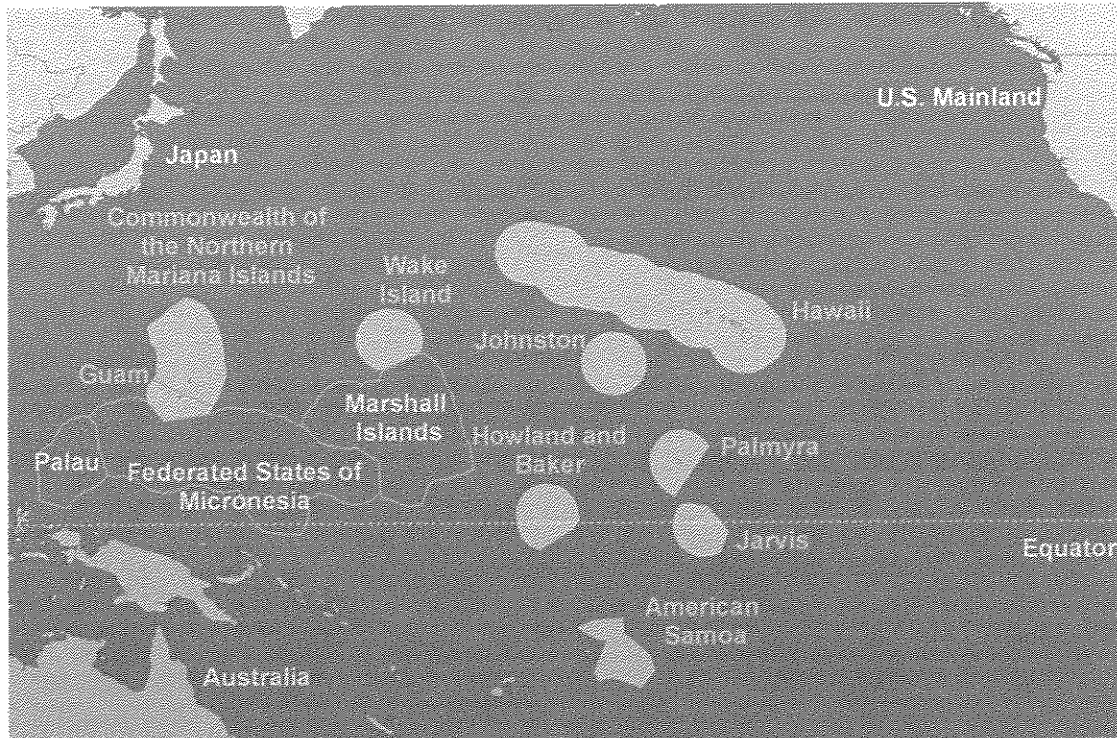 U.S. Mainland
Japan
Commonwealth of
the Northern
Mariana Islands
Wake
Island
Hawaii
Johnston
Guam
Marshall
Islands
Howland and
Baker
Palmyra
Palau
Federated States of
Micronesia
Jarvis
Equator
American
Samoa
Australia